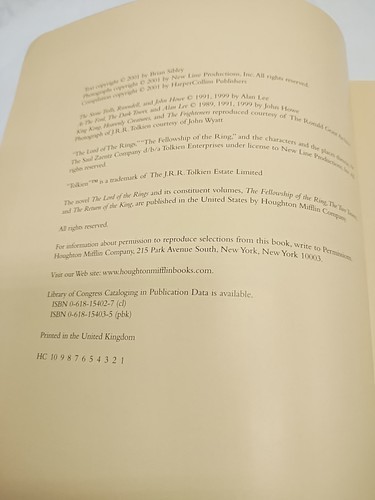 Text copyright © 2001 by Brian Sibley
Photographs copyright © 2001 by New Line Productions, Inc. All rights reserved.
Compilation copyright © 2001 by HarperCollins Publishers
The Stone Trolls, Rivendell, and John Howe © 1991, 1999 by Alan Lee
At The Ford, The Dark Tower, and Alan Lee © 1989, 1991, 1999 by John Howe
King Kong, Heavenly Creatures, and The Frighteners reproduced courtesy of The Ronald Grant
Photograph of J.R.R. Tolkien courtesy of John Wyatt
"The Lord of The Rings," "The Fellowship of the Ring," and the characters and the places therein,
The Saul Zaentz Company d/b/a Tolkien Enterprises under license to New Line Productions, Inc. All
rights reserved.
"Tolkien"™ is a trademark of The J.R.R. Tolkien Estate Limited
The novel The Lord of the Rings and its constituent volumes, The Fellowship of the Ring, The Two Towers,
and The Return of the King, are published in the United States by Houghton Mifflin Company.
All rights reserved.
For information about permission to reproduce selections from this book, write to Permissions,
Houghton Mifflin Company, 215 Park Avenue South, New York, New York 10003.
Visit our Web site: www.houghtonmifflinbooks.com.
Library of Congress Cataloging in Publication Data is available.
ISBN 0-618-15402-7 (cl)
ISBN 0-618-15403-5 (pbk)
Printed in the United Kingdom
HC 10 9 8 7 6 5 4 3 2 1